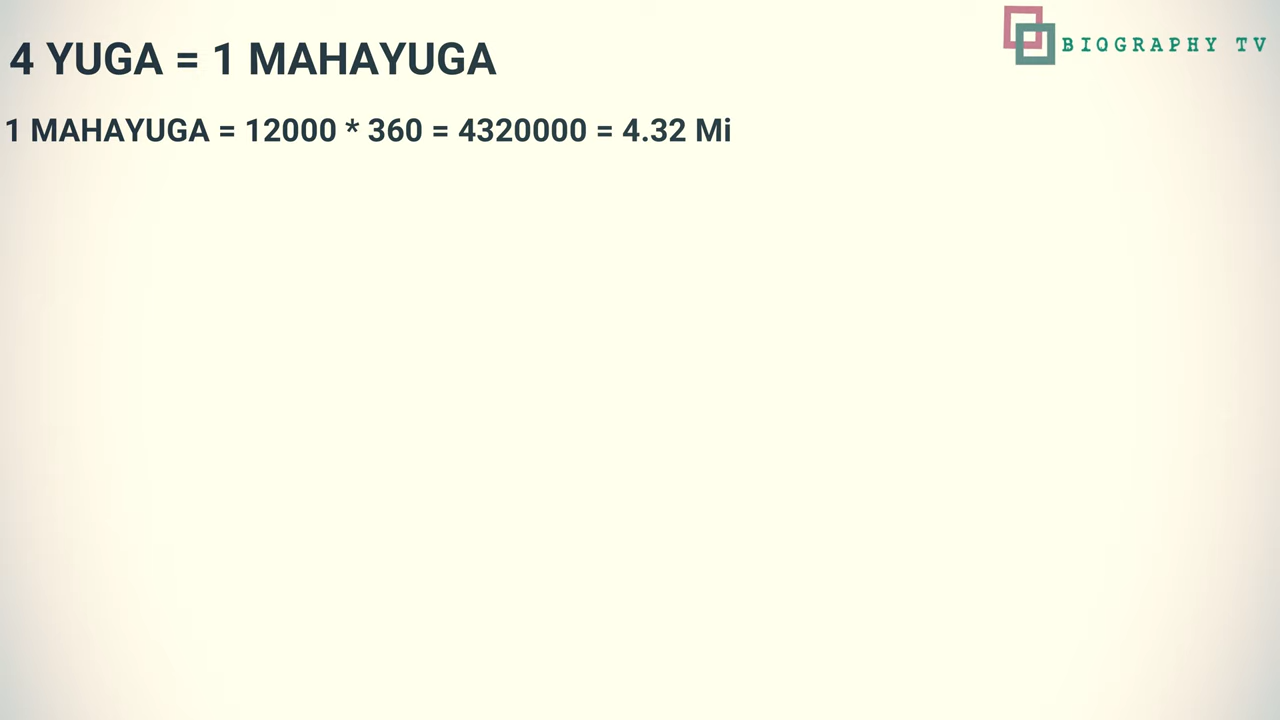 4 YUGA = 1 MAHAYUGA
BIOGRAPHY TV
1 MAHAYUGA = 12000 * 360 = 4320000 = 4.32 Mi